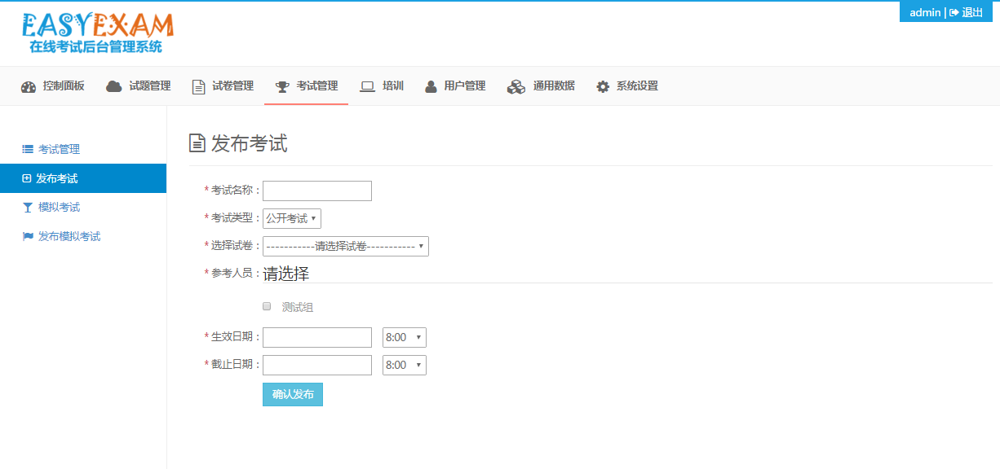 admin | 退出
EASYEXAM
在线考试后台管理系统
控制面板 试题管理 试卷管理 考试管理 培训 用户管理 通用数据 系统设置
考试管理
发布考试
模拟考试
发布模拟考试
发布考试
*考试名称：
*考试类型： 公开考试
*选择试卷： -----------请选择试卷-----------
*参考人员： 请选择
测试组
*生效日期： 8:00
*截止日期： 8:00
确认发布